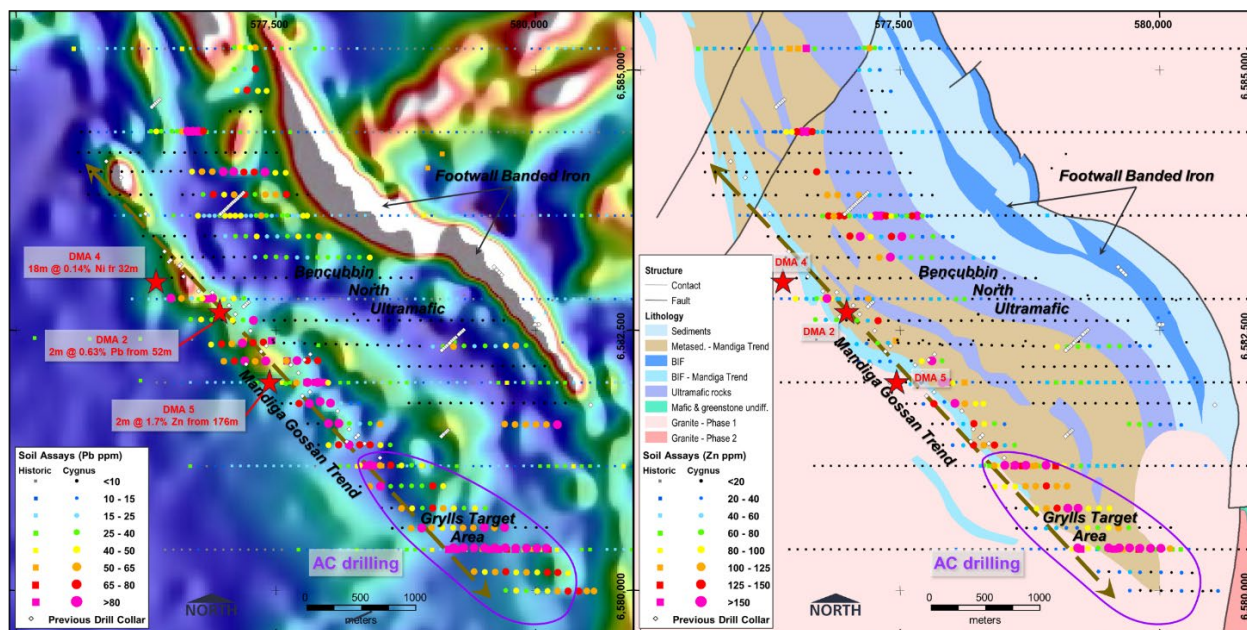 577,500
580,000
6,585,000
Footwall Banded Iron
DMA 4
18m @ 0.14% Ni fr 32m
Bencubbin
North
Ultramafic
DMA 2
2m @ 0.63% Pb from 52m
6,582,500
DMA 5
2m @ 1.7% Zn from 176m
Mandiga Gossan Trend
Grylls Target
Area
AC drilling
Soil Assays (Pb ppm)
Historic Cygnus
<10
10 - 15
15 - 25
25 - 40
40 - 50
50 - 65
65 - 80
>80
Previous Drill Collar
NORTH
0 500 1000
meters
6,580,000
577,500
580,000
6,585,000
Footwall Banded Iron
DMA 4
Bencubbin
North
Ultramafic
DMA 2
6,582,500
DMA 5
Mandiga Gossan Trend
Structure
Contact
Fault
Lithology
Sediments
Metased. - Mandiga Trend
BIF
BIF - Mandiga Trend
Ultramafic rocks
Mafic & greenstone undiff.
Granite - Phase 1
Granite - Phase 2
Grylls Target
Area
AC drilling
Soil Assays (Zn ppm)
Historic Cygnus
<20
20 - 40
40 - 60
60 - 80
80 - 100
100 - 125
125 - 150
>150
Previous Drill Collar
NORTH
0 500 1000
meters
6,580,000